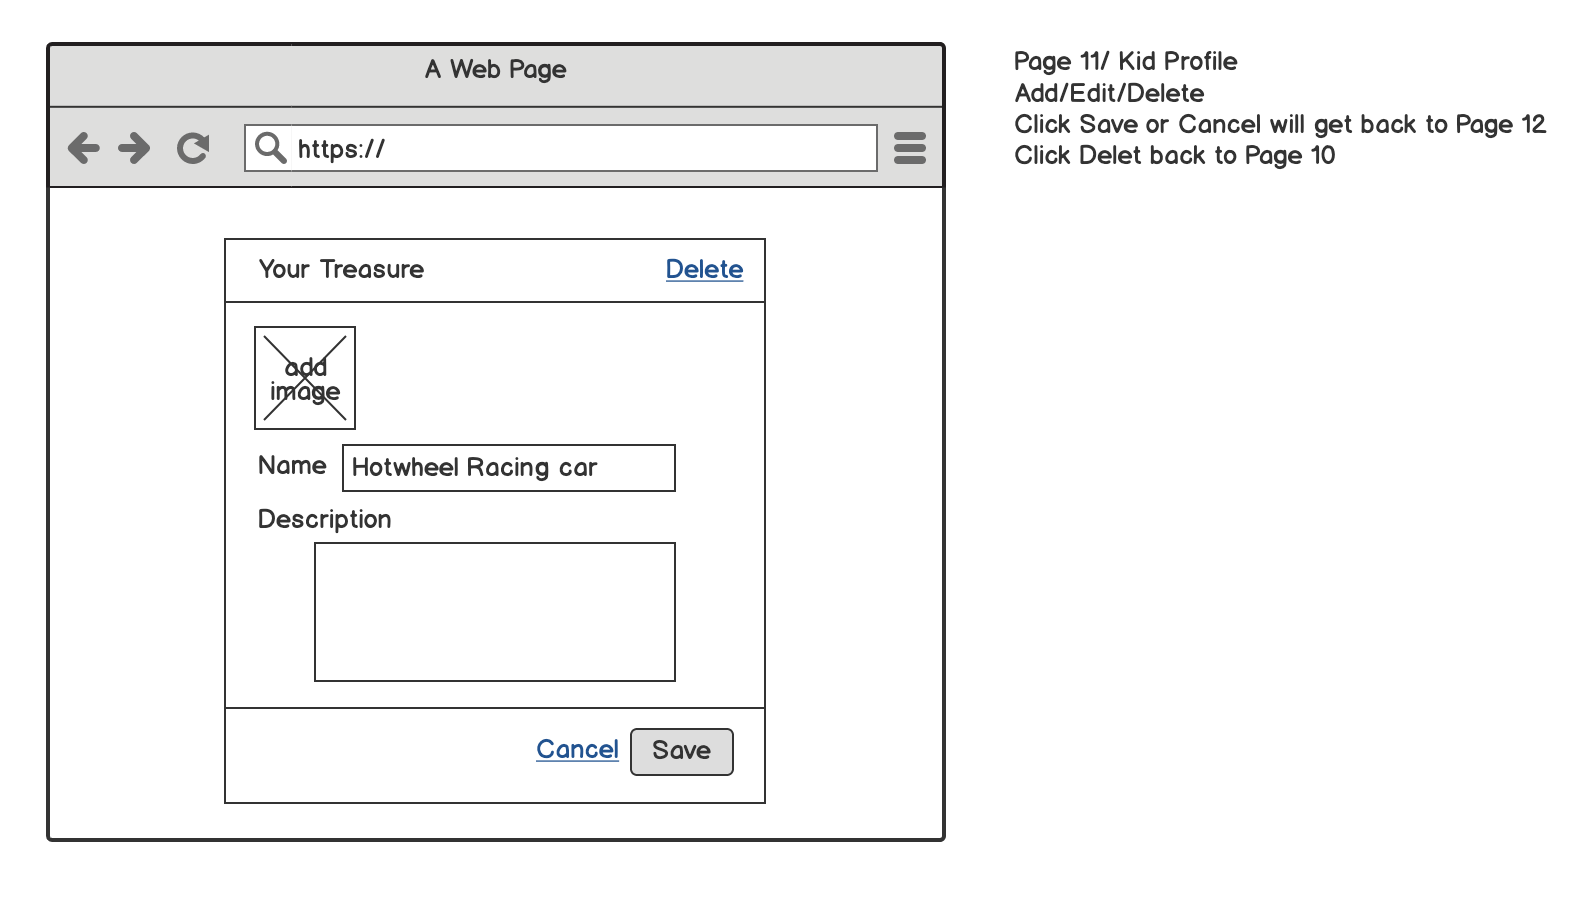 A Web Page
https://
Your Treasure
Delete
add
image
Name
Hotwheel Racing car
Description
Cancel
Save
Page 11/ Kid Profile
Add/Edit/Delete
Click Save or Cancel will get back to Page 12
Click Delet back to Page 10